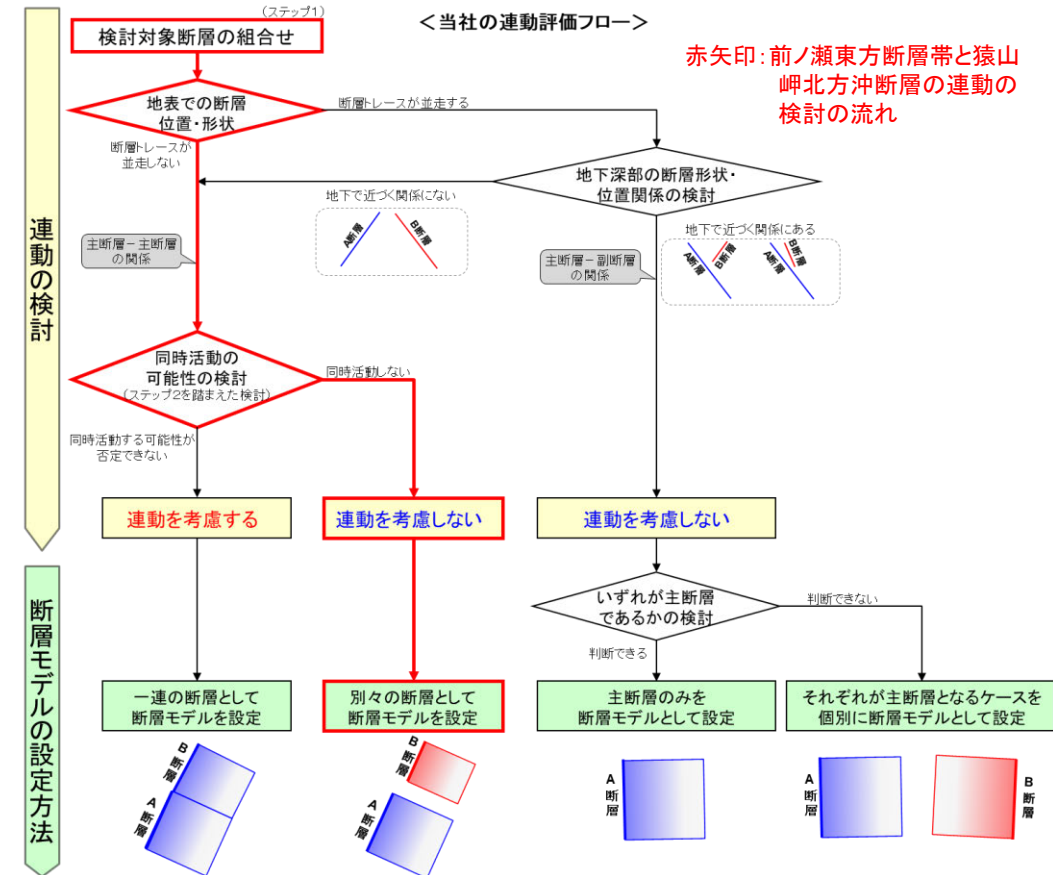 <当社の連動評価フロー>
赤矢印:前ノ瀬東方断層帯と猿山
岬北方沖断層の連動の
検討の流れ
連動の検討
(ステップ1)
検討対象断層の組合せ
地表での断層
位置・形状
断層トレースが並走する
断層トレースが
並走しない
地下深部の断層形状・
位置関係の検討
地下で近づく関係にない
A断層
B断層
地下で近づく関係にある
A断層
B断層
A断層
B断層
主断層-主断層
の関係
主断層-副断層
の関係
同時活動の
可能性の検討
(ステップ2を踏まえた検討)
同時活動しない
同時活動する可能性が
否定できない
連動を考慮する
連動を考慮しない
連動を考慮しない
断層モデルの設定方法
いずれが主断層
であるかの検討
判断できない
判断できる
一連の断層として
断層モデルを設定
別々の断層として
断層モデルを設定
主断層のみを
断層モデルとして設定
それぞれが主断層となるケースを
個別に断層モデルとして設定
B断層
A断層
B断層
A断層
A断層
A断層
B断層